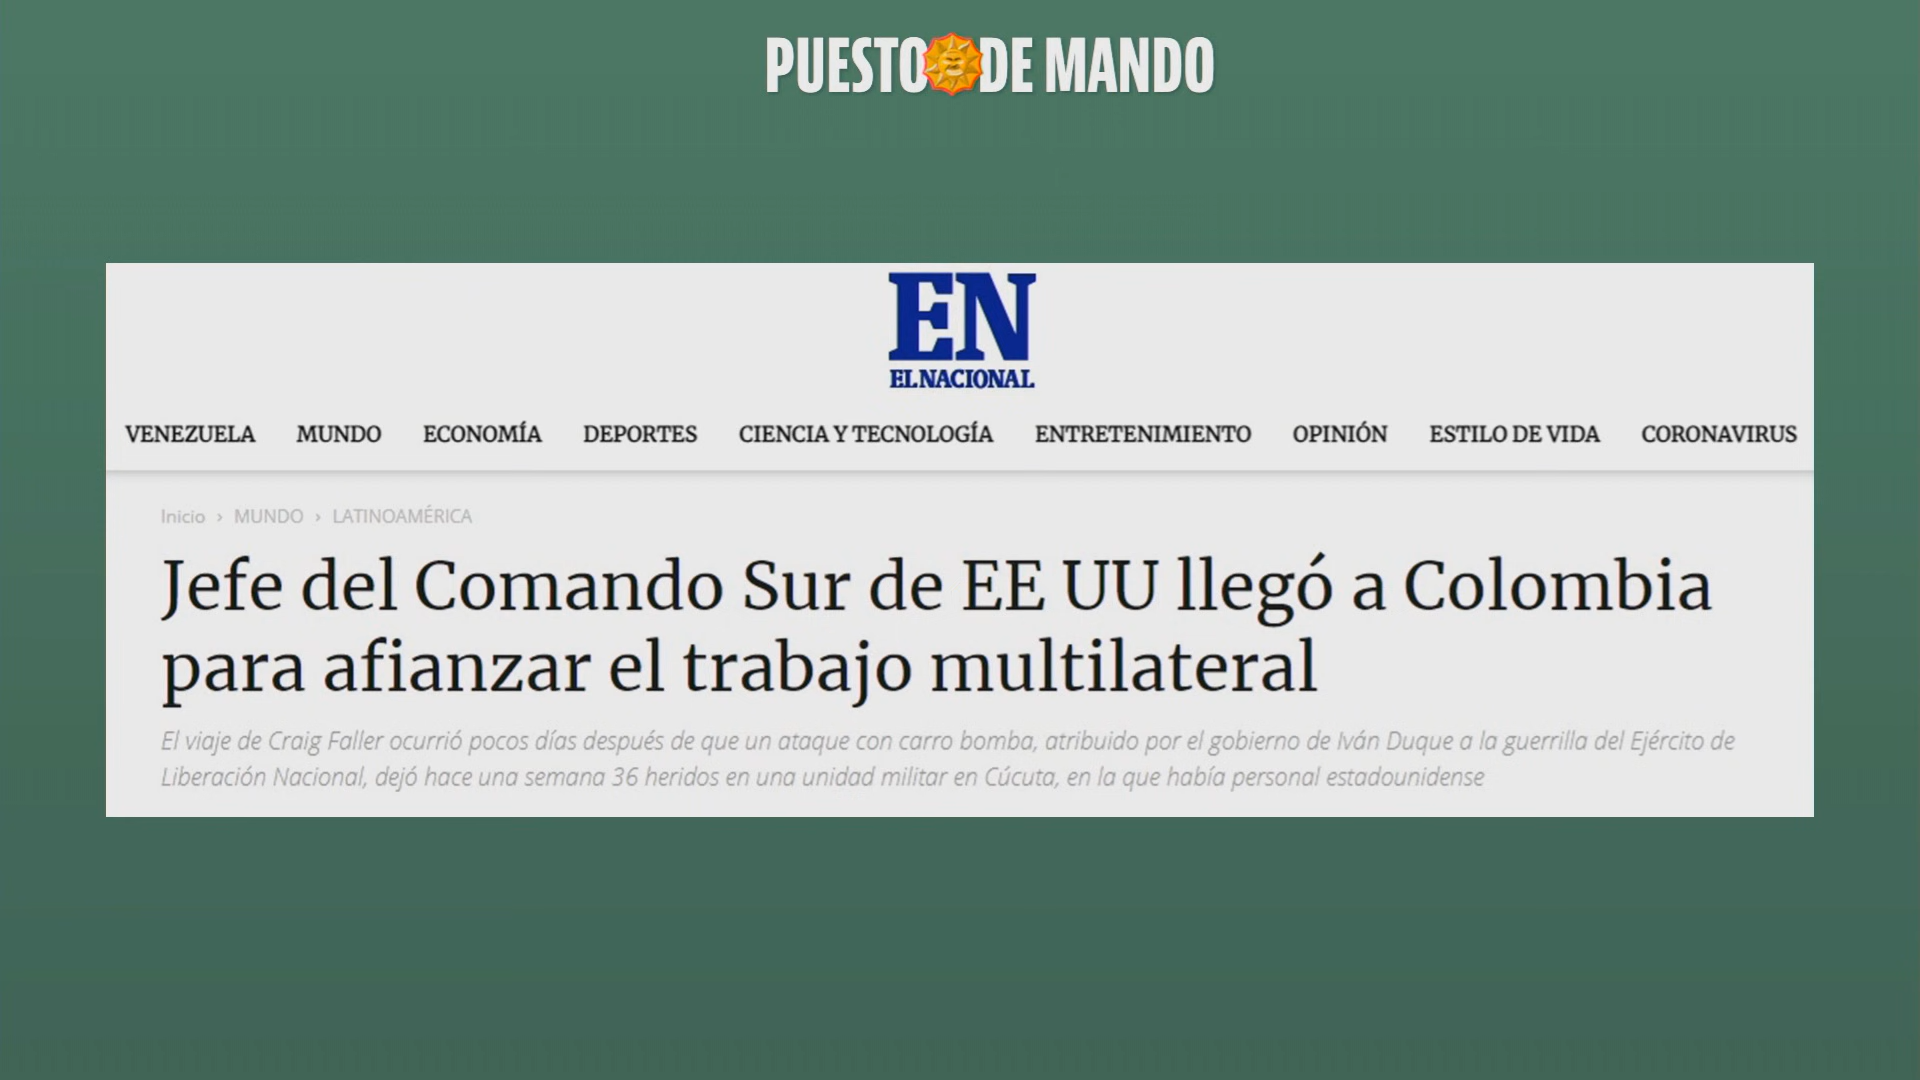 PUESTO DE MANDO
EN
EL NACIONAL
VENEZUELA MUNDO ECONOMÍA DEPORTES CIENCIA Y TECNOLOGÍA ENTRETENIMIENTO OPINIÓN ESTILO DE VIDA CORONAVIRUS
Inicio › MUNDO › LATINOAMÉRICA
Jefe del Comando Sur de EE UU llegó a Colombia
para afianzar el trabajo multilateral
El viaje de Craig Faller ocurrió pocos días después de que un ataque con carro bomba, atribuido por el gobierno de Iván Duque a la guerrilla del Ejército de
Liberación Nacional, dejó hace una semana 36 heridos en una unidad militar en Cúcuta, en la que había personal estadounidense